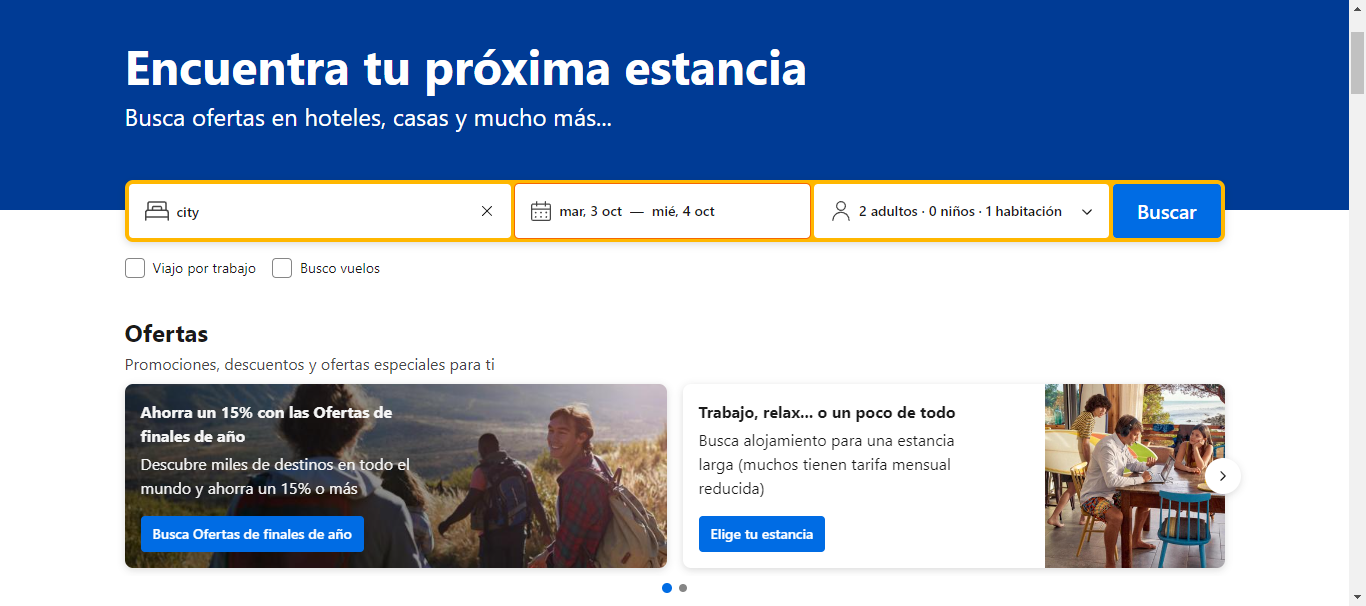 Encuentra tu próxima estancia
Busca ofertas en hoteles, casas y mucho más...
city
mar, 3 oct — mié, 4 oct
2 adultos · 0 niños · 1 habitación
Buscar
Viajo por trabajo
Busco vuelos
Ofertas
Promociones, descuentos y ofertas especiales para ti
Ahorra un 15% con las Ofertas de
finales de año
Descubre miles de destinos en todo el
mundo y ahorra un 15% o más
Busca Ofertas de finales de año
Trabajo, relax... o un poco de todo
Busca alojamiento para una estancia
larga (muchos tienen tarifa mensual
reducida)
Elige tu estancia